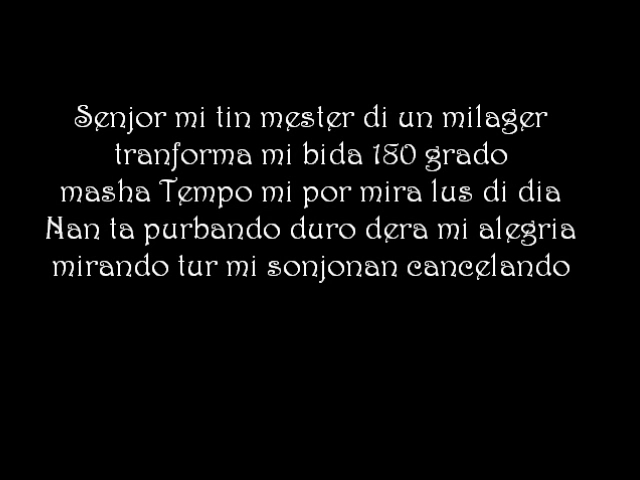 Senjor mi tin mester di un milager
tranforma mi bida 180 grado
masha Tempo mi por mira lus di dia
Nan ta purbando duro dera mi alegria
mirando tur mi sonjonan cancelando